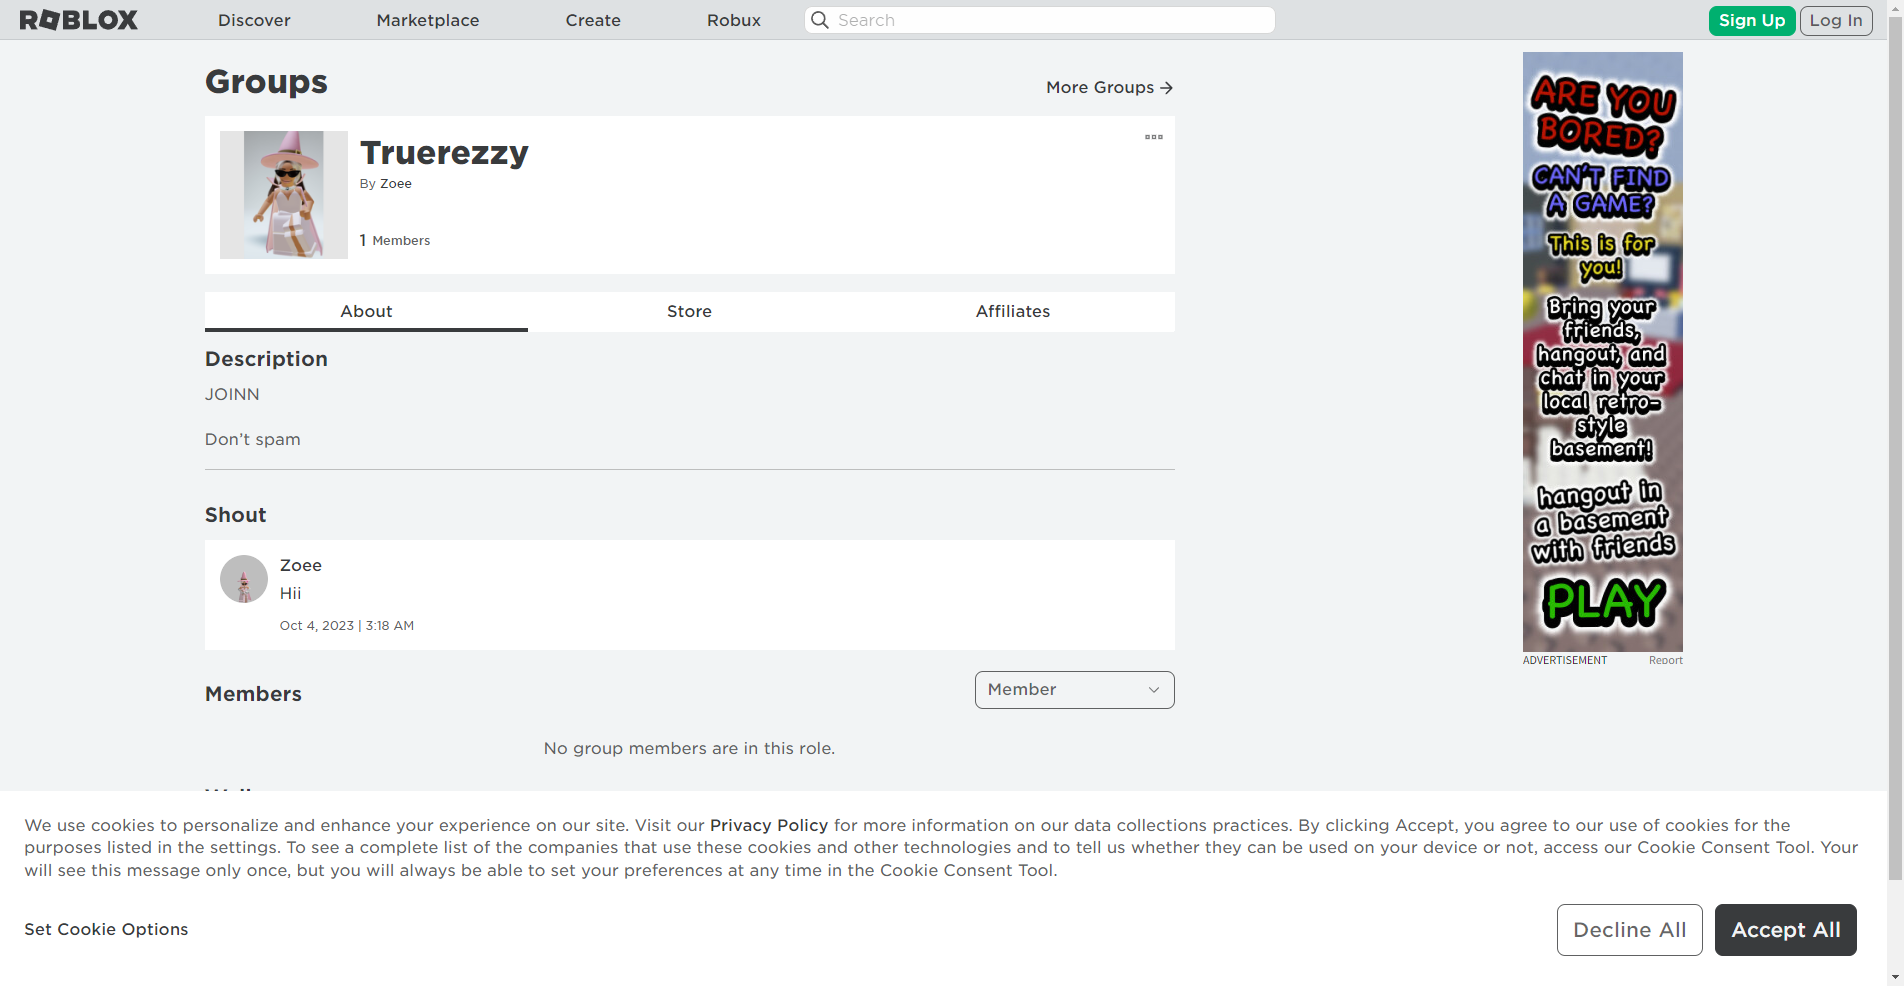 ROBLOX
Discover
Marketplace
Create
Robux
Search
Sign Up
Log In
Groups
More Groups
Truerezzy
By Zoee
1 Members
About
Store
Affiliates
Description
JOINN
Don't spam
Shout
Zoee
Hii
Oct 4, 2023 | 3:18 AM
Members
Member
No group members are in this role.
ARE YOU
BORED?
CAN'T FIND
A GAME?
This is for
you!
Bring your
friends,
hangout, and
chat in your
local retro-
style
basement!
hangout in
a basement
with friends
PLAY
ADVERTISEMENT
Report
We use cookies to personalize and enhance your experience on our site. Visit our Privacy Policy for more information on our data collections practices. By clicking Accept, you agree to our use of cookies for the
purposes listed in the settings. To see a complete list of the companies that use these cookies and other technologies and to tell us whether they can be used on your device or not, access our Cookie Consent Tool. Your
will see this message only once, but you will always be able to set your preferences at any time in the Cookie Consent Tool.
Set Cookie Options
Decline All
Accept All